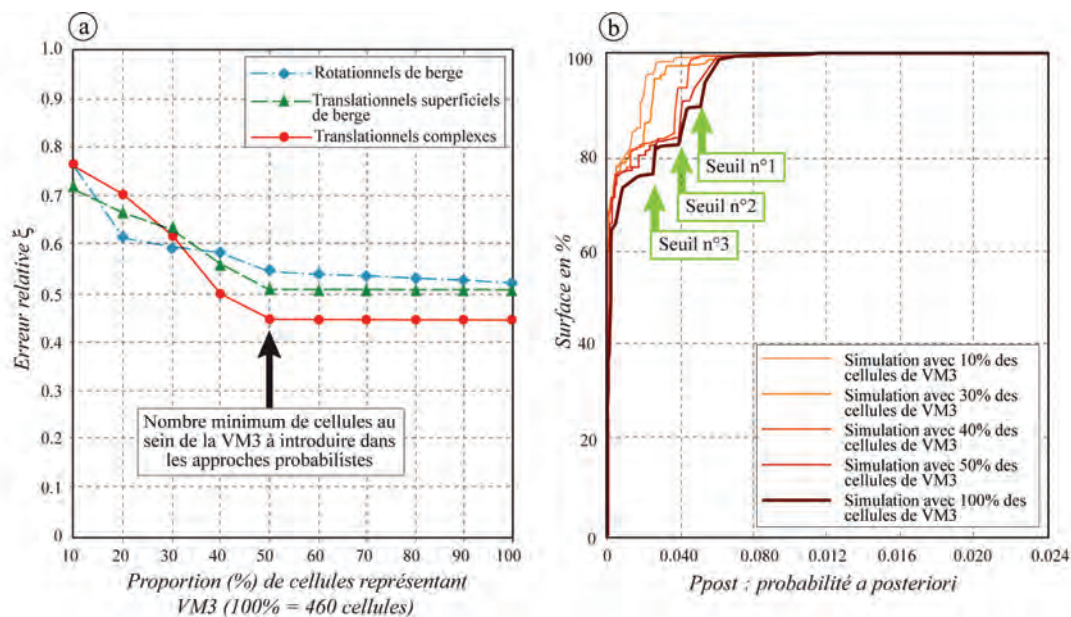 a
1.0
0.9
0.8
0.7
0.6
0.5
0.4
0.3
0.2
0.1
0
Erreur relative ξ
Rotationnels de berge
Translationnels superficiels
de berge
Translationnels complexes
Nombre minimum de cellules au
sein de la VM3 à introduire dans
les approches probabilistes
10 20 30 40 50 60 70 80 90 100
Proportion (%) de cellules représentant
VM3 (100% = 460 cellules)
b
100
80
60
40
20
0
Surface en %
Seuil n°1
Seuil n°2
Seuil n°3
Simulation avec 10% des
cellules de VM3
Simulation avec 30% des
cellules de VM3
Simulation avec 40% des
cellules de VM3
Simulation avec 50% des
cellules de VM3
Simulation avec 100% des
cellules de VM3
0 0.040 0.080 0.012 0.016 0.020 0.024
Ppost : probabilité a posteriori